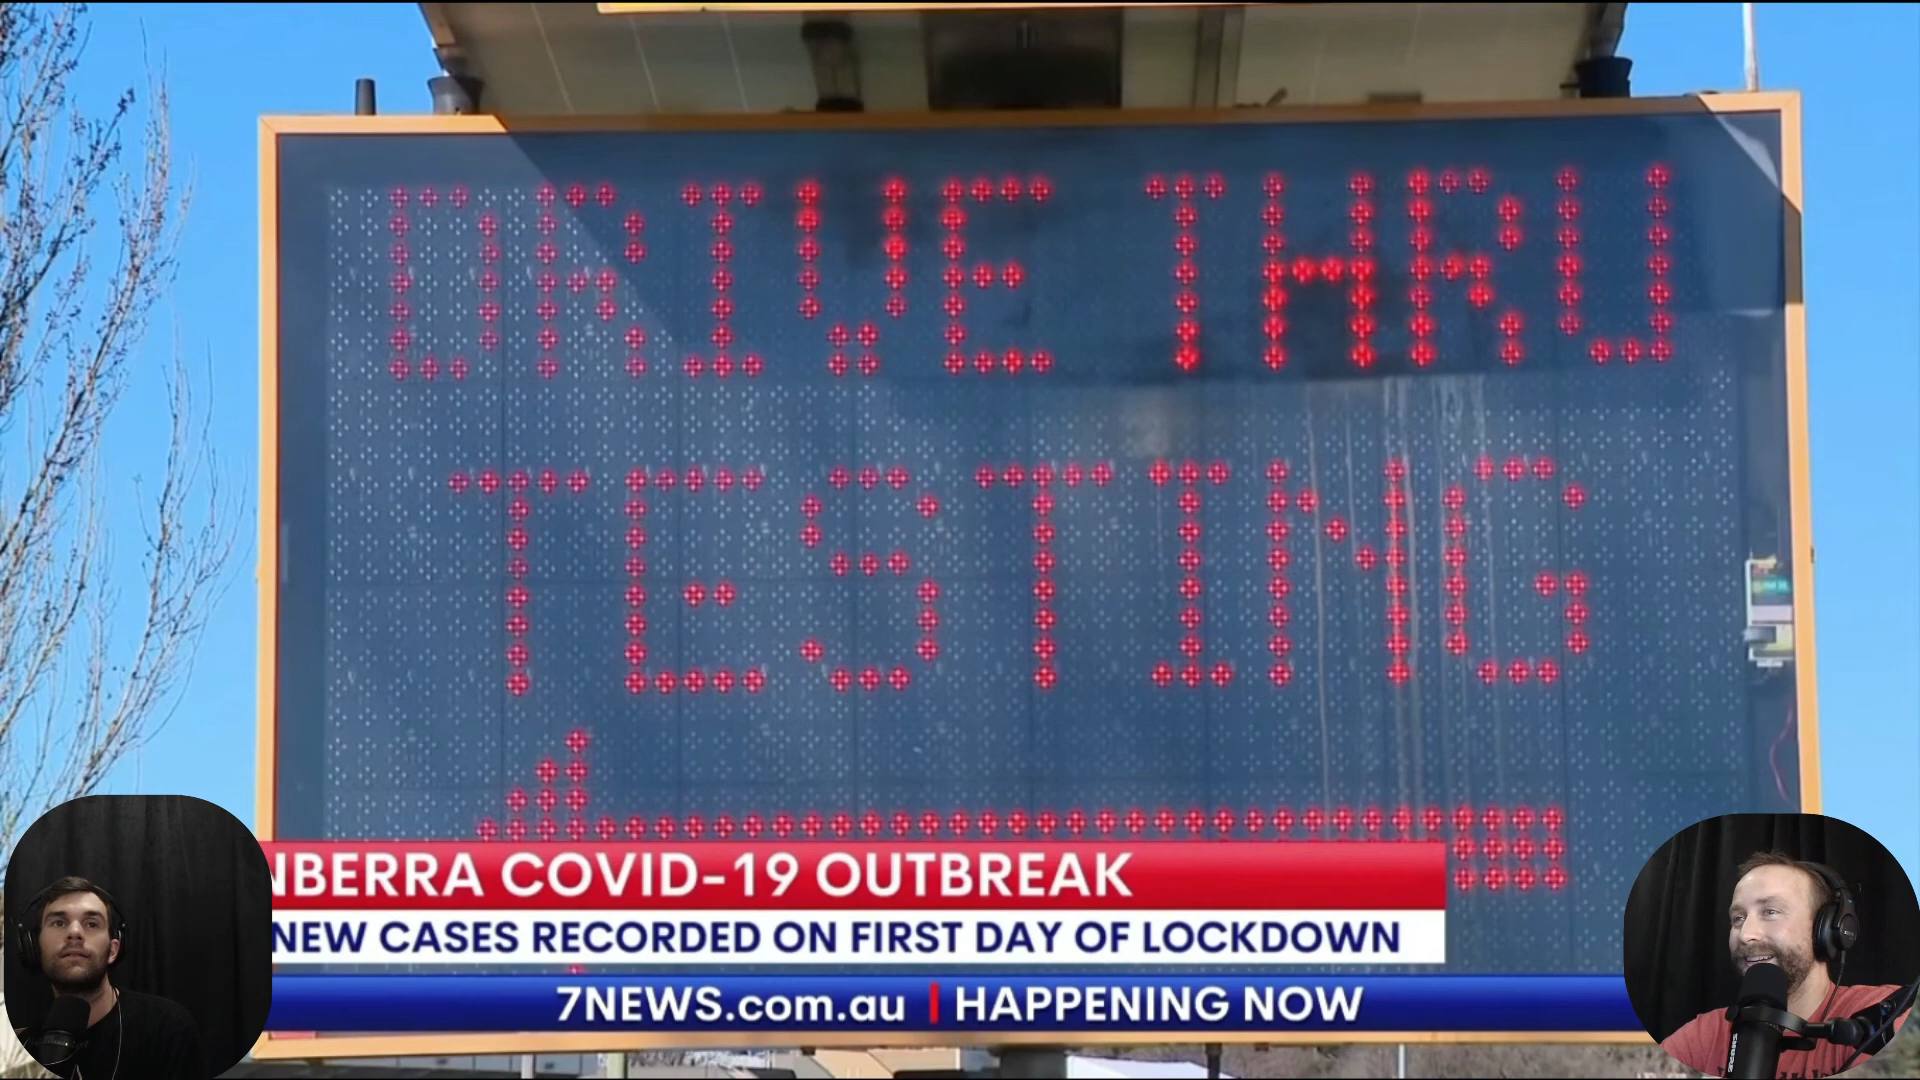 DRIVE THRU
TESTING
NBERRA COVID-19 OUTBREAK
NEW CASES RECORDED ON FIRST DAY OF LOCKDOWN
7NEWS.com.au | HAPPENING NOW